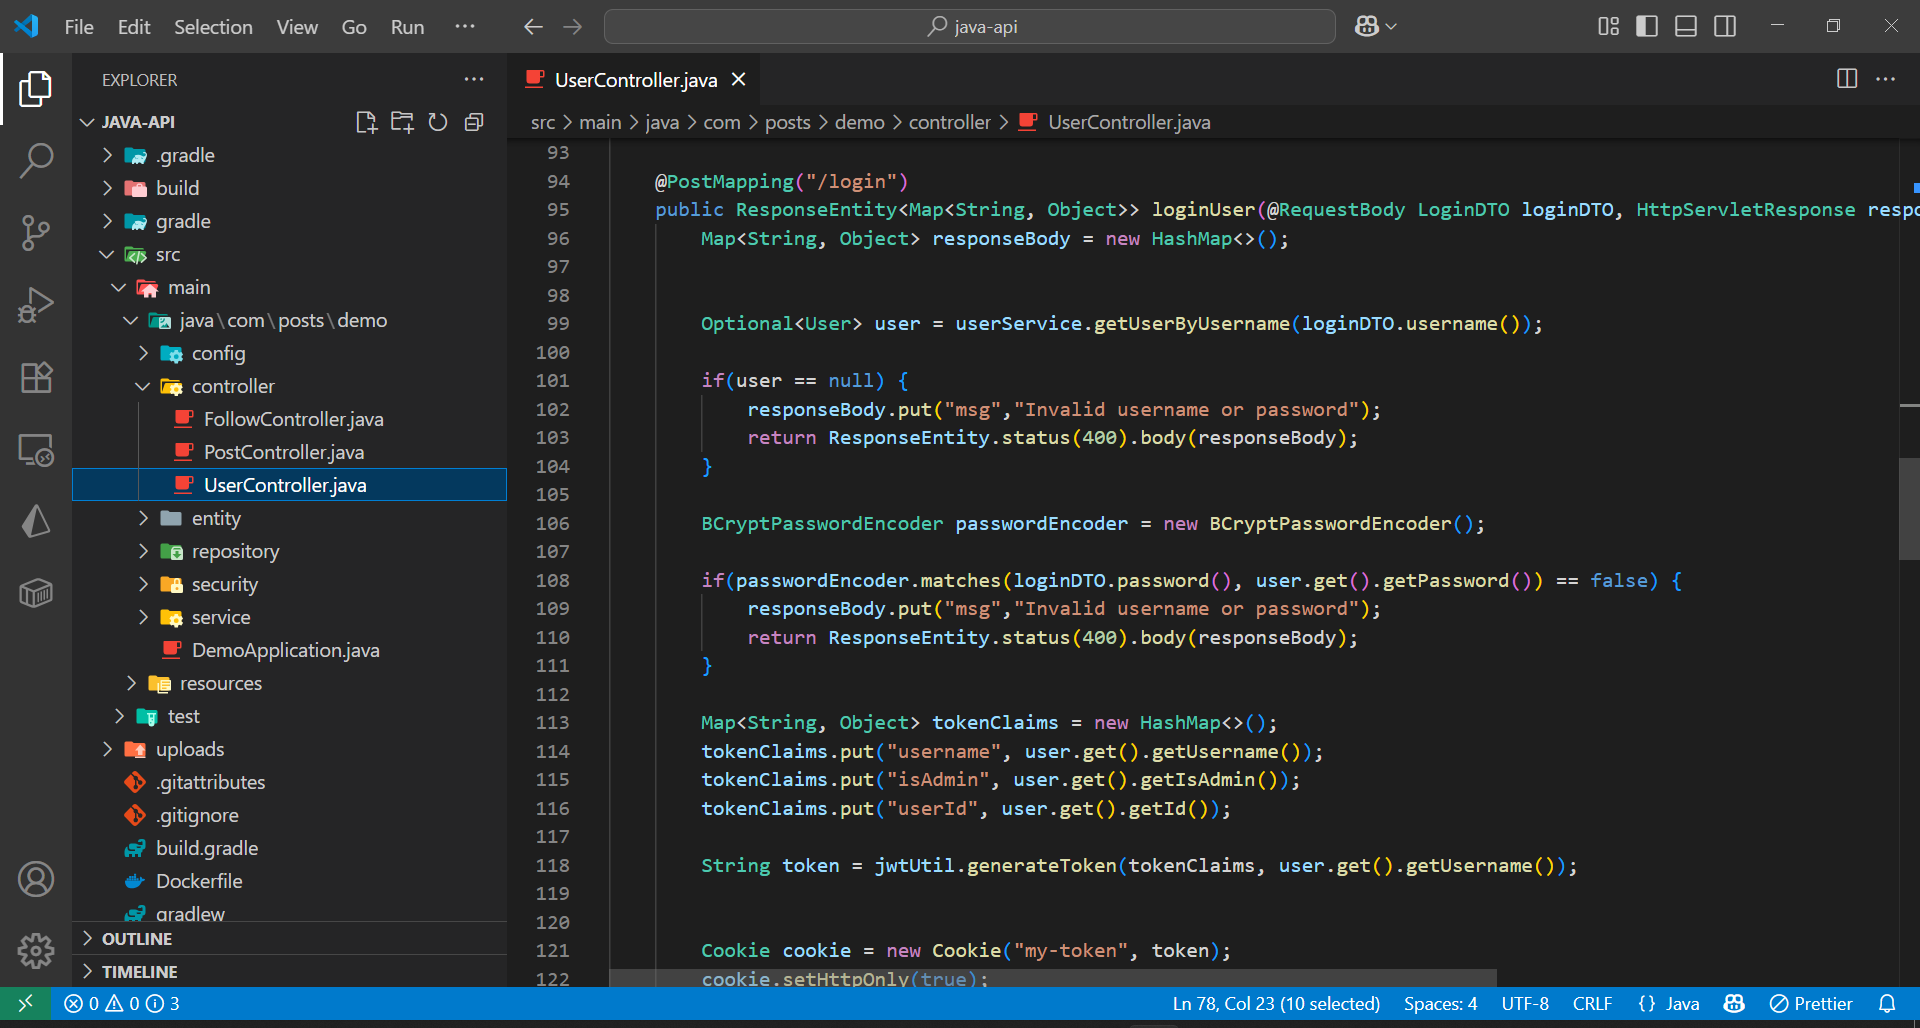 File Edit Selection View Go Run ···
java-api
EXPLORER
JAVA-API
.gradle
build
gradle
src
main
java\com\posts\demo
config
controller
FollowController.java
PostController.java
UserController.java
entity
repository
security
service
DemoApplication.java
resources
test
uploads
.gitattributes
.gitignore
build.gradle
Dockerfile
gradlew
OUTLINE
TIMELINE
UserController.java
src > main > java > com > posts > demo > controller > UserController.java
93
94 @PostMapping("/login")
95 public ResponseEntity<Map<String, Object>> loginUser(@RequestBody LoginDTO loginDTO, HttpServletResponse respo
96 Map<String, Object> responseBody = new HashMap<>();
97
98
99 Optional<User> user = userService.getUserByUsername(loginDTO.username());
100
101 if(user == null) {
102 responseBody.put("msg","Invalid username or password");
103 return ResponseEntity.status(400).body(responseBody);
104 }
105
106 BCryptPasswordEncoder passwordEncoder = new BCryptPasswordEncoder();
107
108 if(passwordEncoder.matches(loginDTO.password(), user.get().getPassword()) == false) {
109 responseBody.put("msg","Invalid username or password");
110 return ResponseEntity.status(400).body(responseBody);
111 }
112
113 Map<String, Object> tokenClaims = new HashMap<>();
114 tokenClaims.put("username", user.get().getUsername());
115 tokenClaims.put("isAdmin", user.get().getIsAdmin());
116 tokenClaims.put("userId", user.get().getId());
117
118 String token = jwtUtil.generateToken(tokenClaims, user.get().getUsername());
119
120
121 Cookie cookie = new Cookie("my-token", token);
122 cookie.setHttpOnly(true);
0 0 3 Ln 78, Col 23 (10 selected) Spaces: 4 UTF-8 CRLF {} Java Prettier